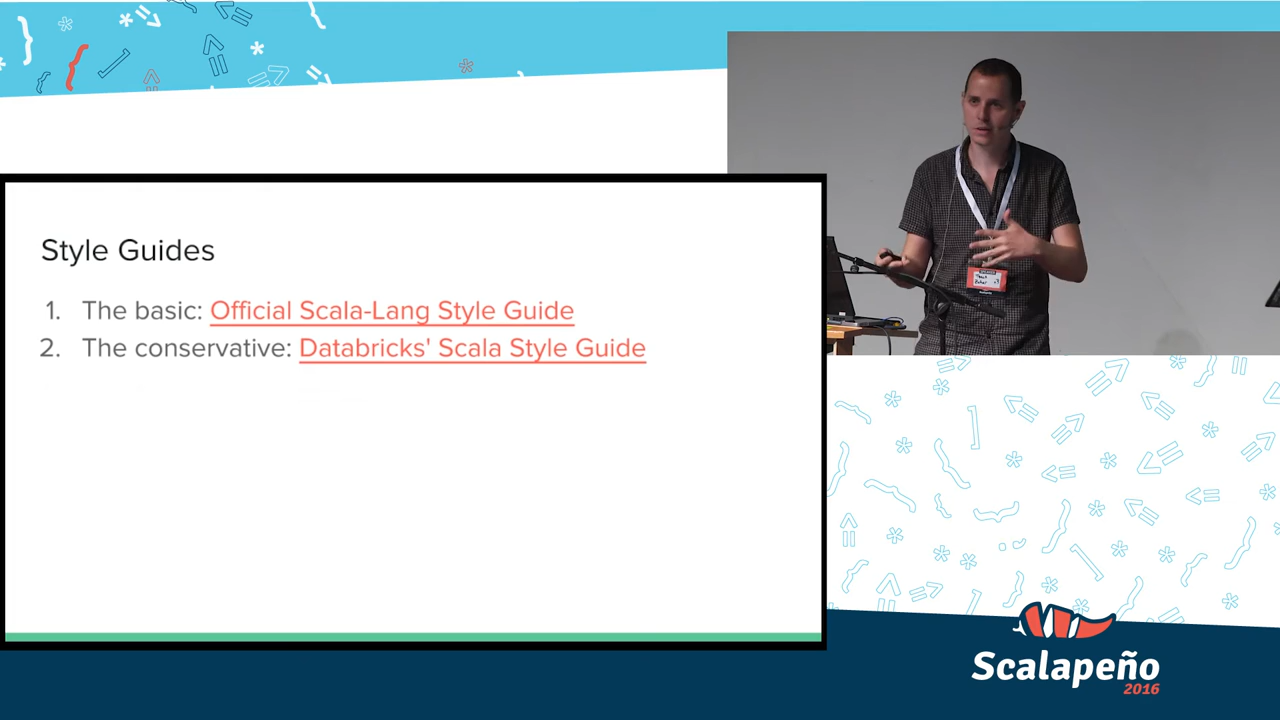 Style Guides
1. The basic: Official Scala-Lang Style Guide
2. The conservative: Databricks' Scala Style Guide
SPEAKER
Scalapeño
2016